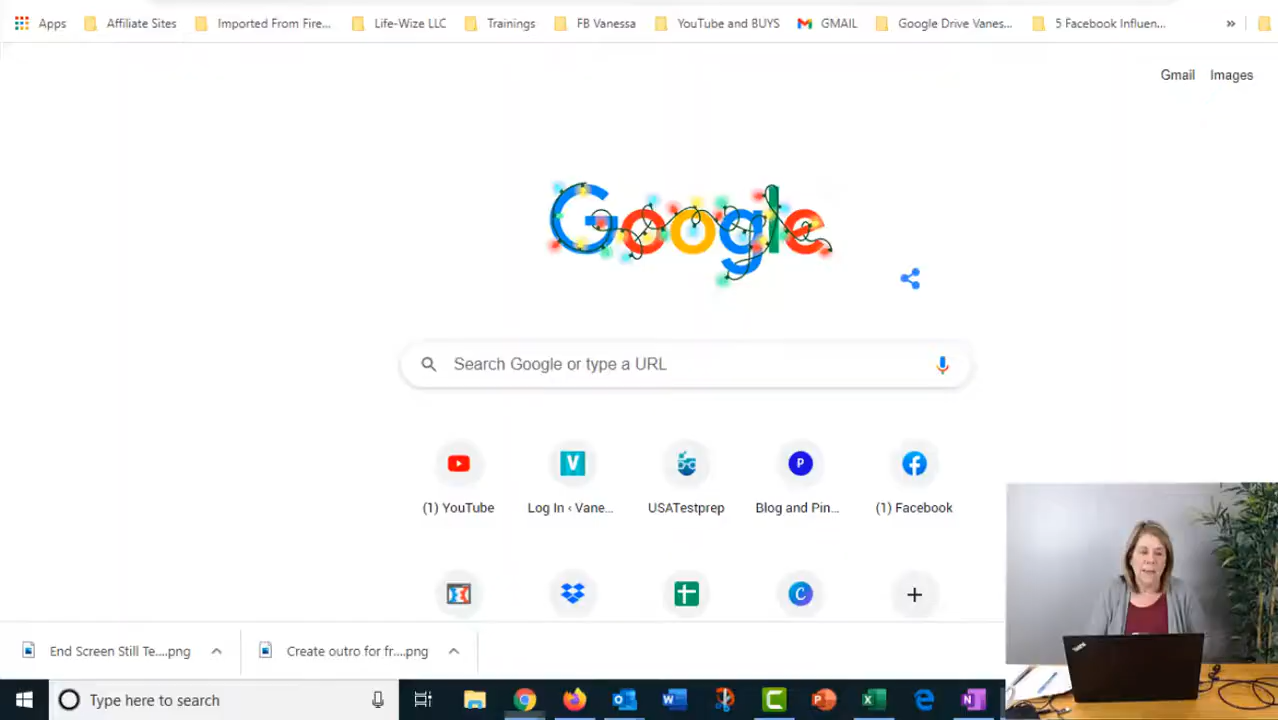 Apps Affiliate Sites Imported From Fire... Life-Wize LLC Trainings FB Vanessa YouTube and BUYS GMAIL Google Drive Vanes... 5 Facebook Influen... »
Gmail Images
Google
Search Google or type a URL
(1) YouTube Log In ‹ Vane... USATestprep Blog and Pin... (1) Facebook
End Screen Still Te....png Create outro for fr....png
Type here to search